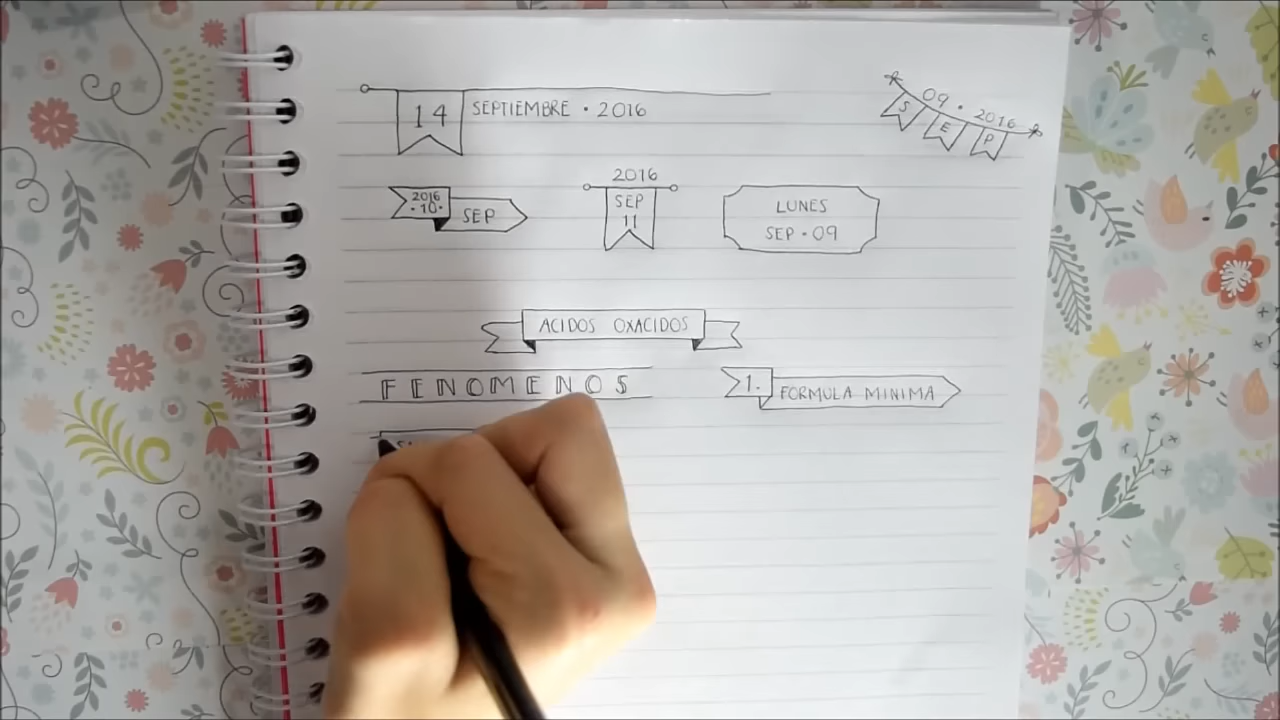 14 SEPTIEMBRE · 2016
09 · 2016
SEP
2016
· 10 ·
SEP
2016
SEP
11
LUNES
SEP · 09
ACIDOS OXACIDOS
FENOMENOS
1. FORMULA MINIMA